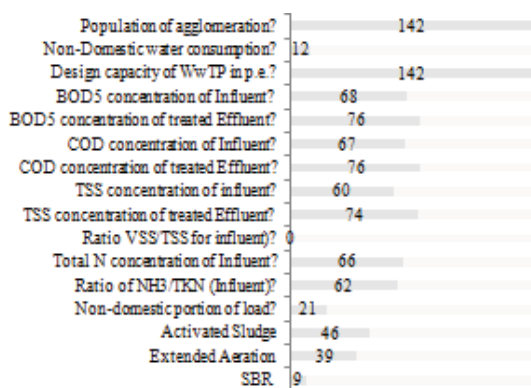 Population of agglomeration? 142
Non-Domestic water consumption? 12
Design capacity of WwTP in p.e.? 142
BOD5 concentration of Influent? 68
BOD5 concentration of treated Effluent? 76
COD concentration of Influent? 67
COD concentration of treated Effluent? 76
TSS concentration of influent? 60
TSS concentration of treated Effluent? 74
Ratio VSS/TSS for influent)? 0
Total N concentration of Influent? 66
Ratio of NH3/TKN (Influent)? 62
Non-domestic portion of load? 21
Activated Sludge 46
Extended Aeration 39
SBR 9